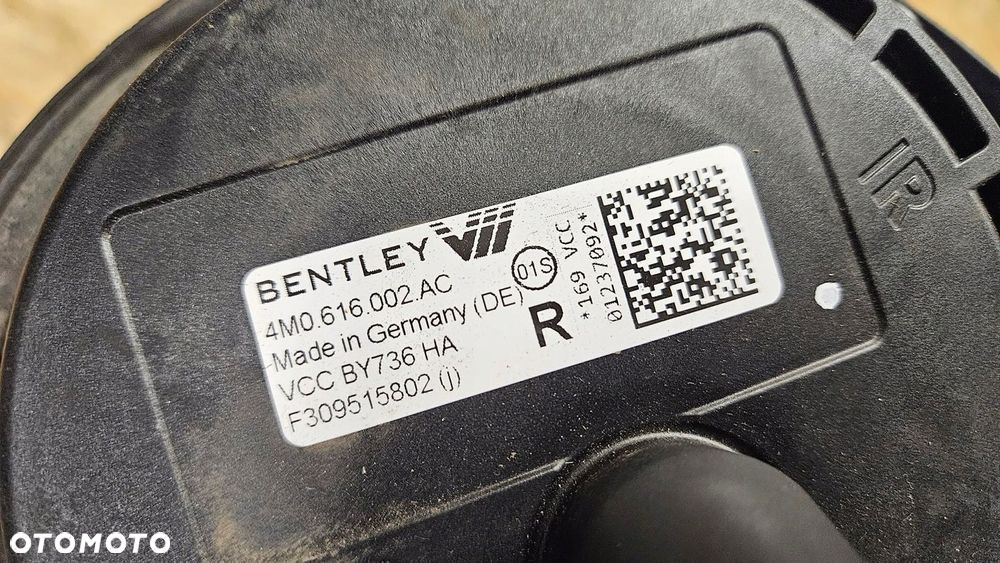 BENTLEY
4M0.616.002.AC
Made in Germany (DE)
VCC BY736 HA
F309515802 (j)
01S
R
* 169 VCC
01237092*
IR
OTOMOTO